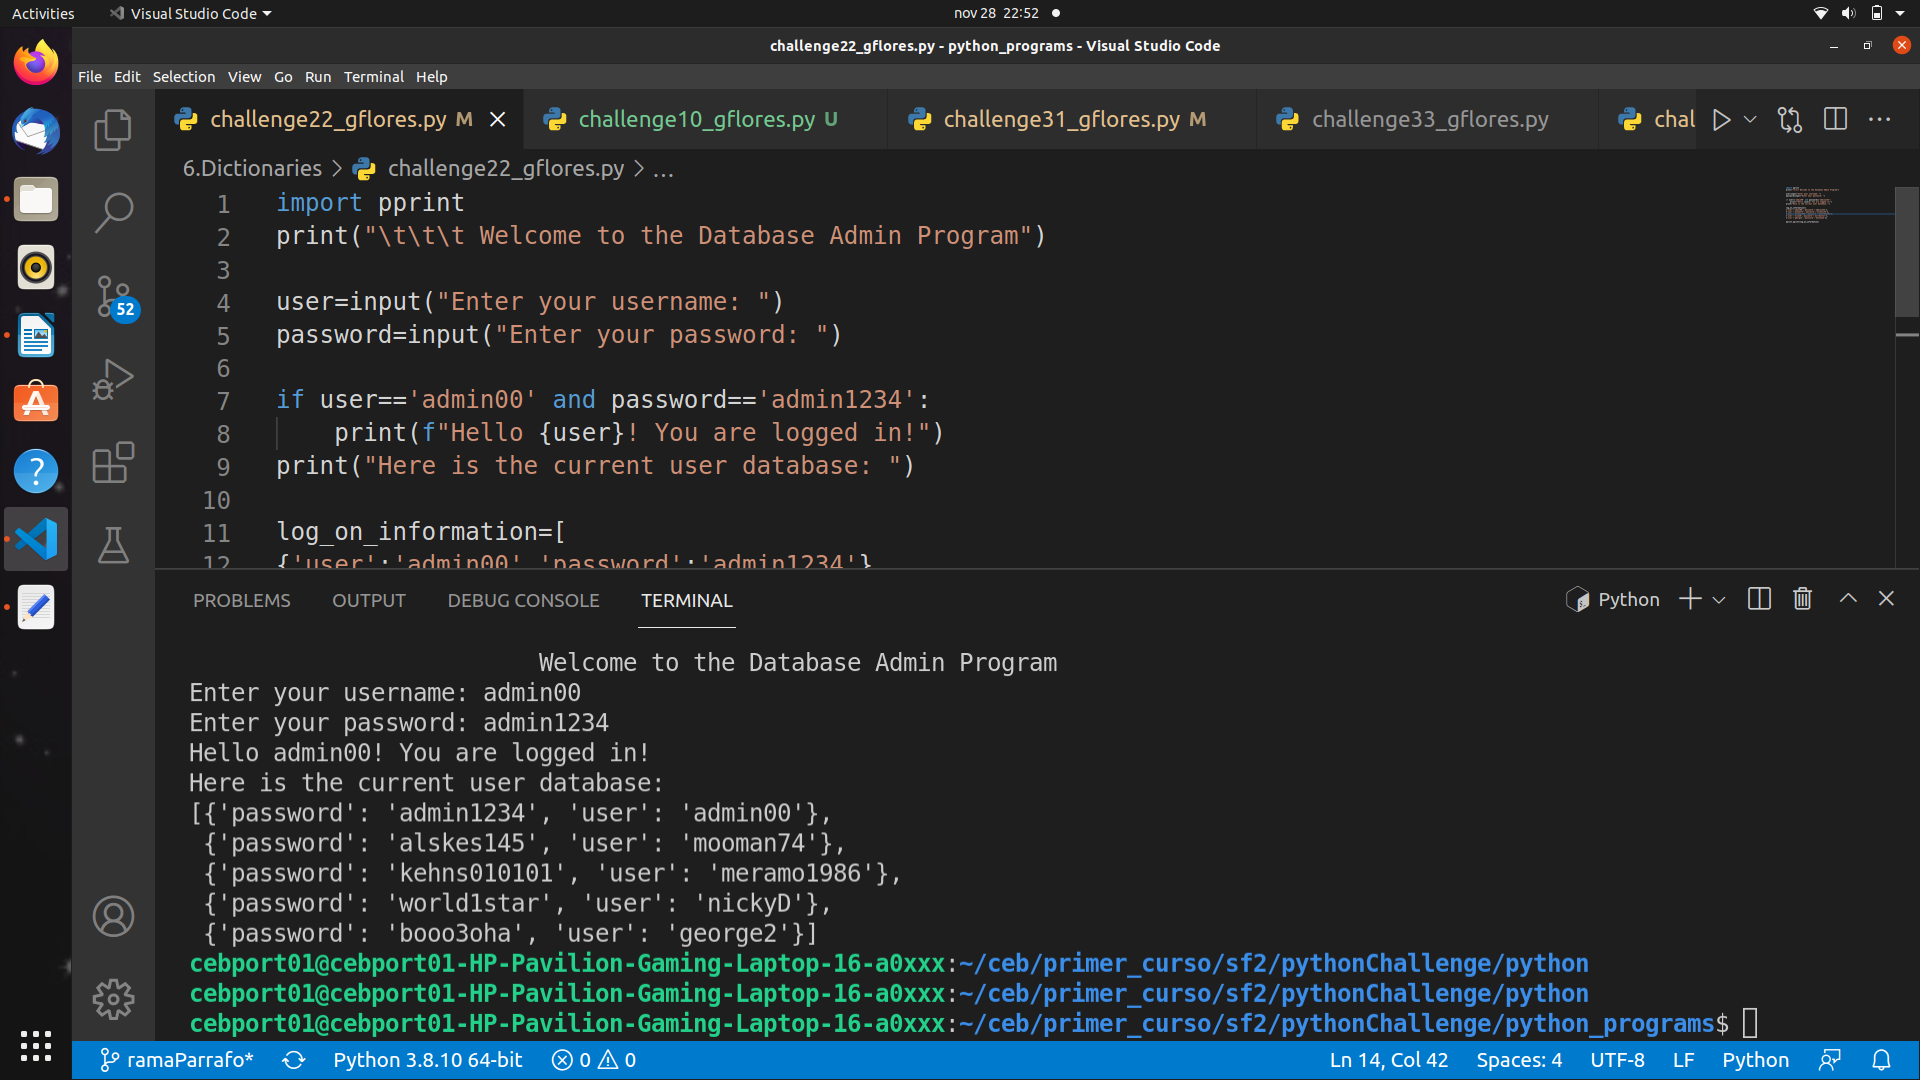 Activities Visual Studio Code nov 28 22:52
challenge22_gflores.py - python_programs - Visual Studio Code
File Edit Selection View Go Run Terminal Help
challenge22_gflores.py M challenge10_gflores.py U challenge31_gflores.py M challenge33_gflores.py chal
6.Dictionaries > challenge22_gflores.py > ...
1 import pprint
2 print("\t\t\t Welcome to the Database Admin Program")
3
4 user=input("Enter your username: ")
5 password=input("Enter your password: ")
6
7 if user=='admin00' and password=='admin1234':
8     print(f"Hello {user}! You are logged in!")
9 print("Here is the current user database: ")
10
11 log_on_information=[
12 {'user':'admin00','password':'admin1234'},
52
PROBLEMS OUTPUT DEBUG CONSOLE TERMINAL Python
Welcome to the Database Admin Program
Enter your username: admin00
Enter your password: admin1234
Hello admin00! You are logged in!
Here is the current user database:
[{'password': 'admin1234', 'user': 'admin00'},
 {'password': 'alskes145', 'user': 'mooman74'},
 {'password': 'kehns010101', 'user': 'meramo1986'},
 {'password': 'world1star', 'user': 'nickyD'},
 {'password': 'booo3oha', 'user': 'george2'}]
cebport01@cebport01-HP-Pavilion-Gaming-Laptop-16-a0xxx:~/ceb/primer_curso/sf2/pythonChallenge/python
cebport01@cebport01-HP-Pavilion-Gaming-Laptop-16-a0xxx:~/ceb/primer_curso/sf2/pythonChallenge/python
cebport01@cebport01-HP-Pavilion-Gaming-Laptop-16-a0xxx:~/ceb/primer_curso/sf2/pythonChallenge/python_programs$
ramaParrafo* Python 3.8.10 64-bit 0 0 Ln 14, Col 42 Spaces: 4 UTF-8 LF Python